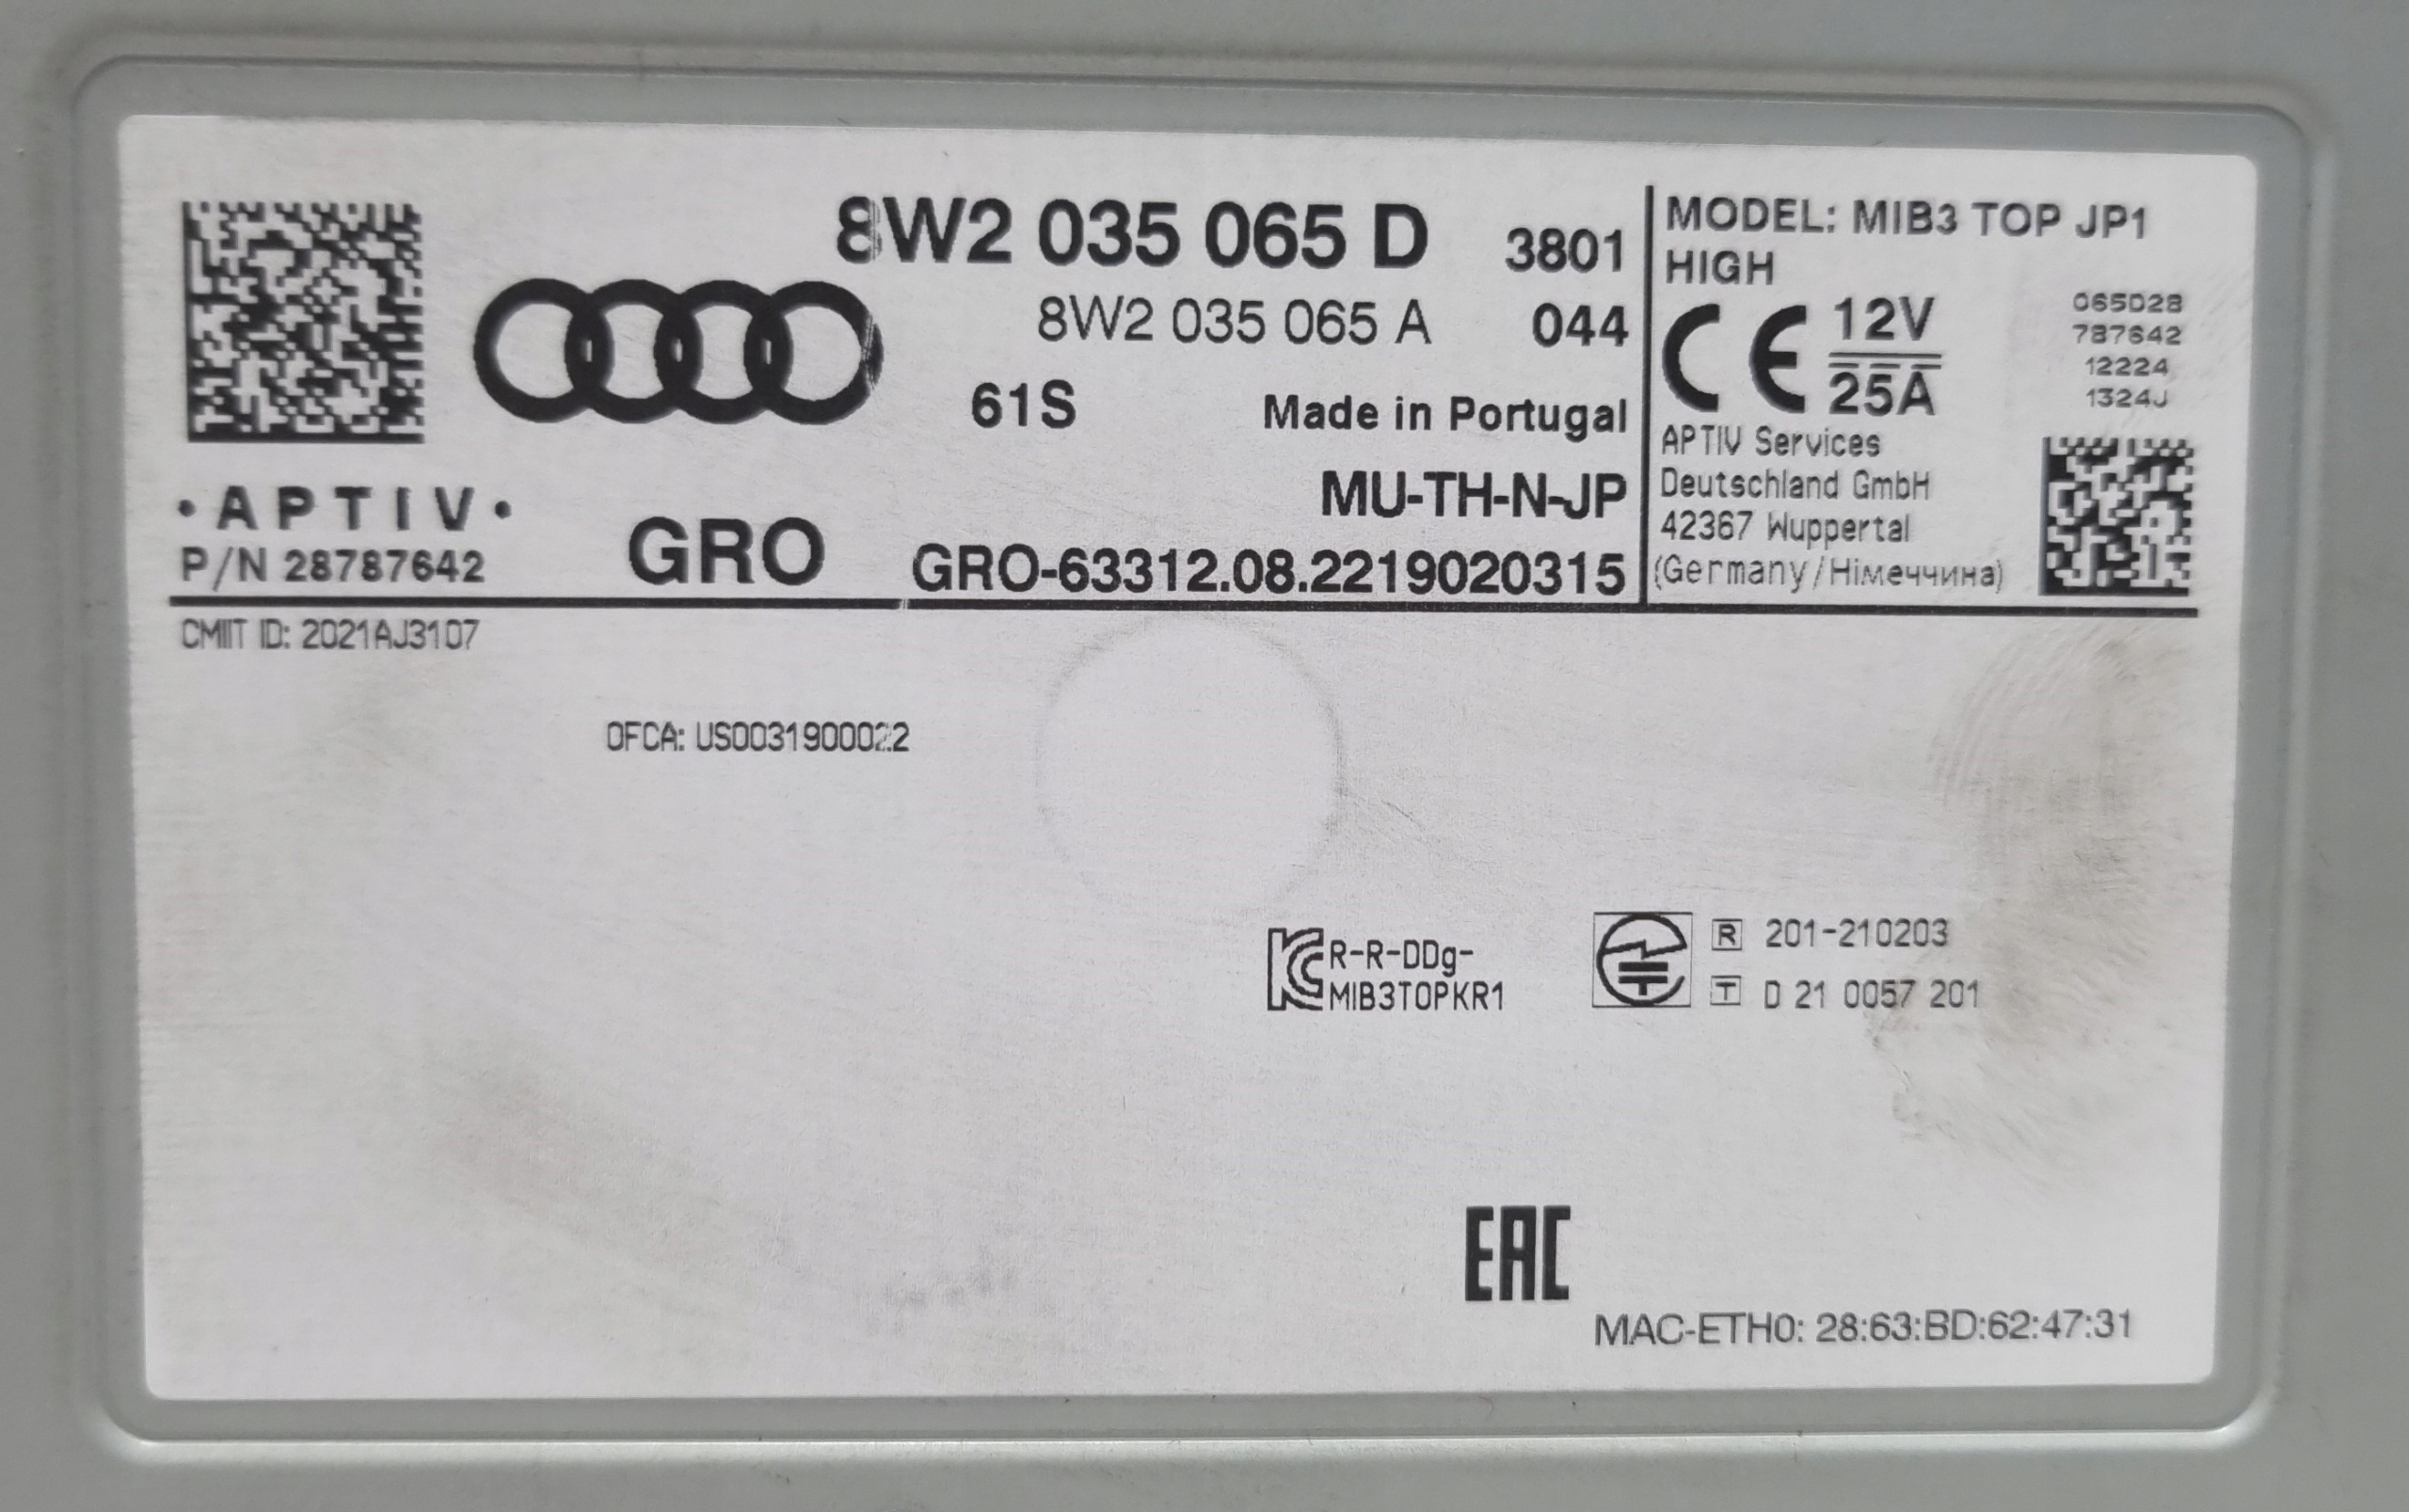 8W2 035 065 D 3801
8W2 035 065 A 044
61S Made in Portugal
MU-TH-N-JP
·APTIV·
P/N 28787642
GRO GRO-63312.08.2219020315
MODEL: MIB3 TOP JP1
HIGH
CE 12V
25A
065D28
787642
12224
1324J
APTIV Services
Deutschland GmbH
42367 Wuppertal
(Germany/Німеччина)
CMIIT ID: 2021AJ3107
OFCA: US0031900022
R-R-DDg-
MIB3TOPKR1
R 201-210203
T D 21 0057 201
EAC
MAC-ETH0: 28:63:BD:62:47:31